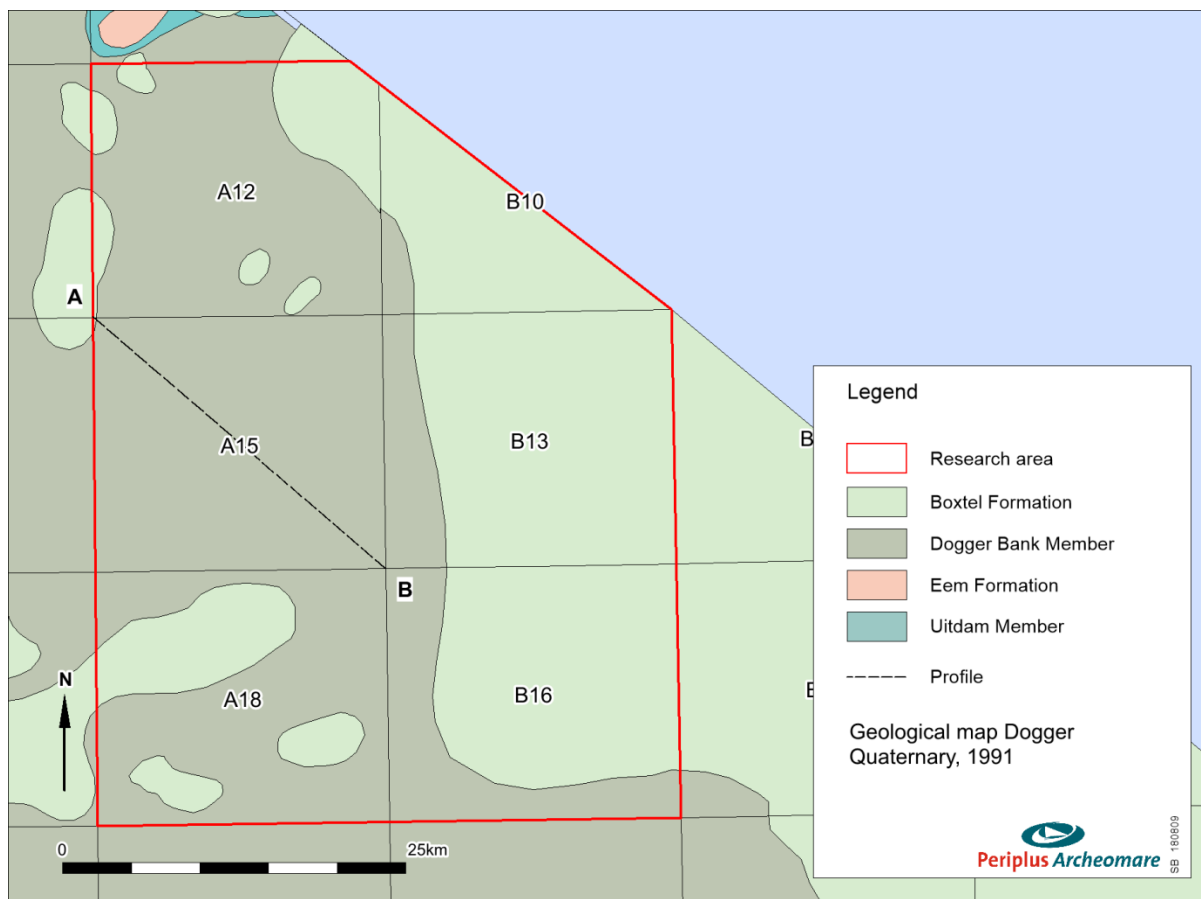 A12
B10
A
A15
B13
B
B
N
A18
B16
B
0
25km
Legend
Research area
Boxtel Formation
Dogger Bank Member
Eem Formation
Uitdam Member
Profile
Geological map Dogger
Quaternary, 1991
Periplus Archeomare
SB 180809